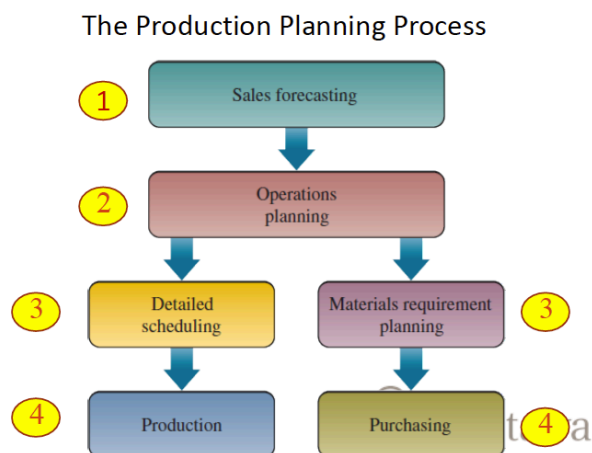 The Production Planning Process
1
Sales forecasting
2
Operations
planning
3
Detailed
scheduling
Materials requirement
planning
3
4
Production
Purchasing
4